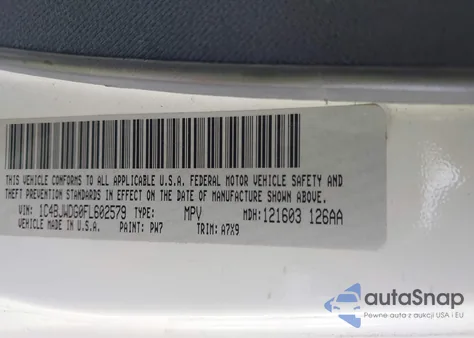 THIS VEHICLE CONFORMS TO ALL APPLICABLE U.S.A. FEDERAL MOTOR VEHICLE SAFETY AND
THEFT PREVENTION STANDARDS IN EFFECT ON THE DATE OF MANUFACTURE SHOWN ABOVE.
VIN: 1C4BJWDG0FL602579 TYPE: MPV MDH: 121603 126AA
VEHICLE MADE IN U.S.A. PAINT: PW7 TRIM: A7X9
autoSnap
Pewne auta z aukcji USA i EU